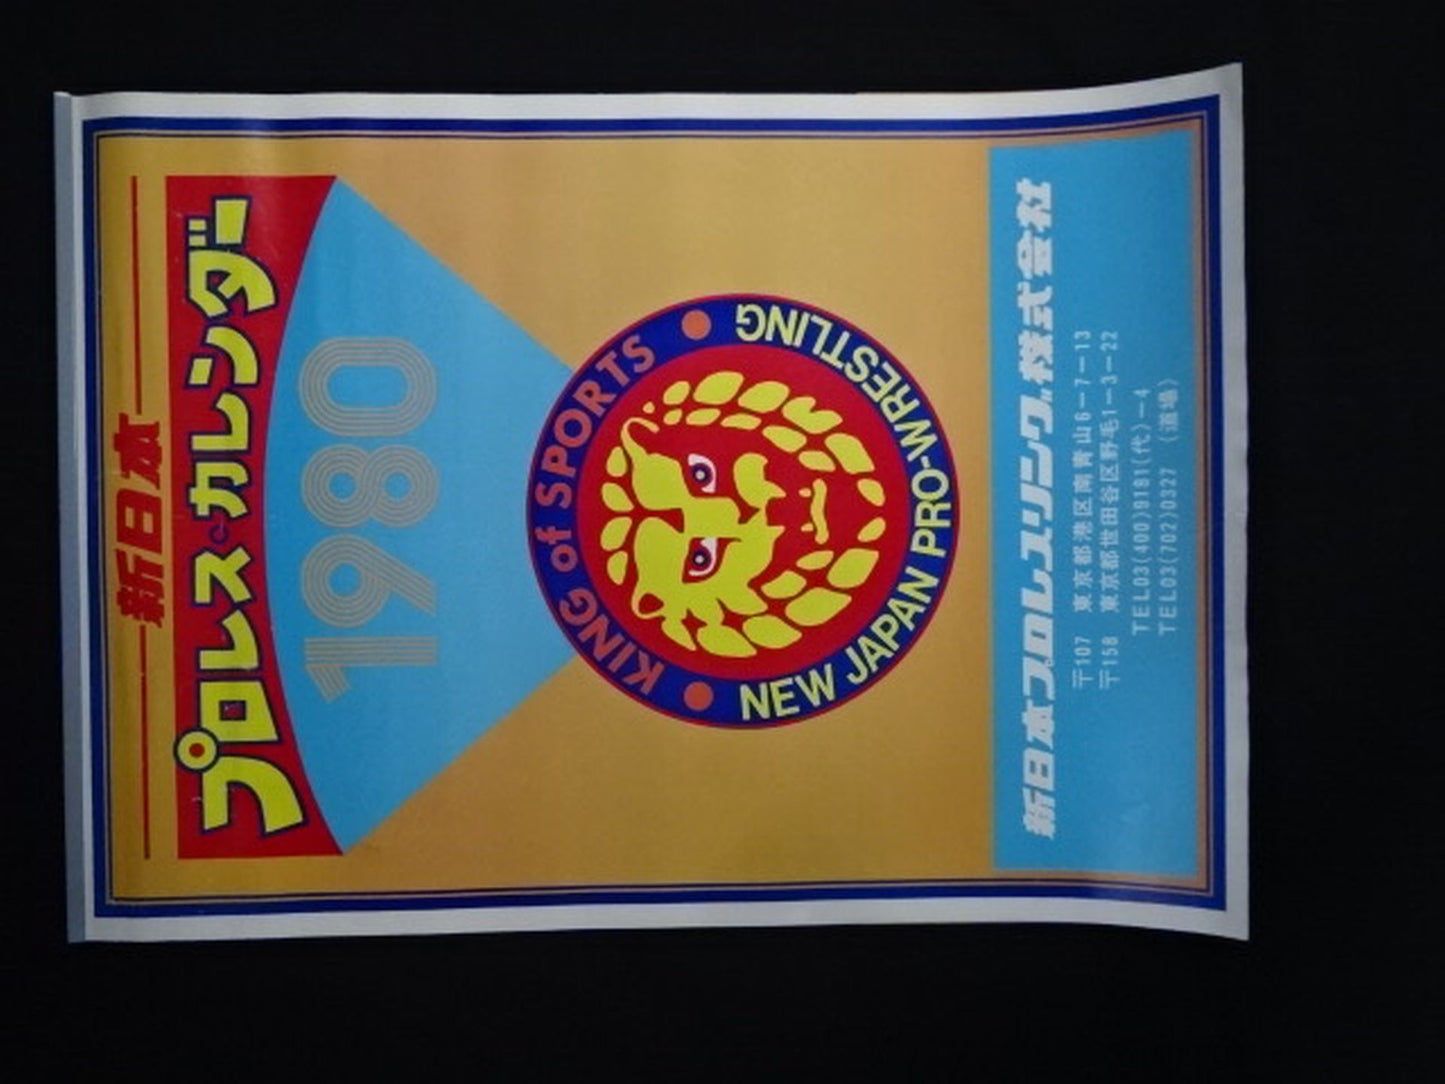 新日本
プロレス・カレンダー
1980
KING of SPORTS
NEW JAPAN PRO-WRESTLING
新日本プロレスリング株式会社
〒107 東京都港区南青山6-7-13
〒158 東京都世田谷区野毛1-3-22
TEL03(400)9181(代)-4
TEL03(702)0327 (道場)